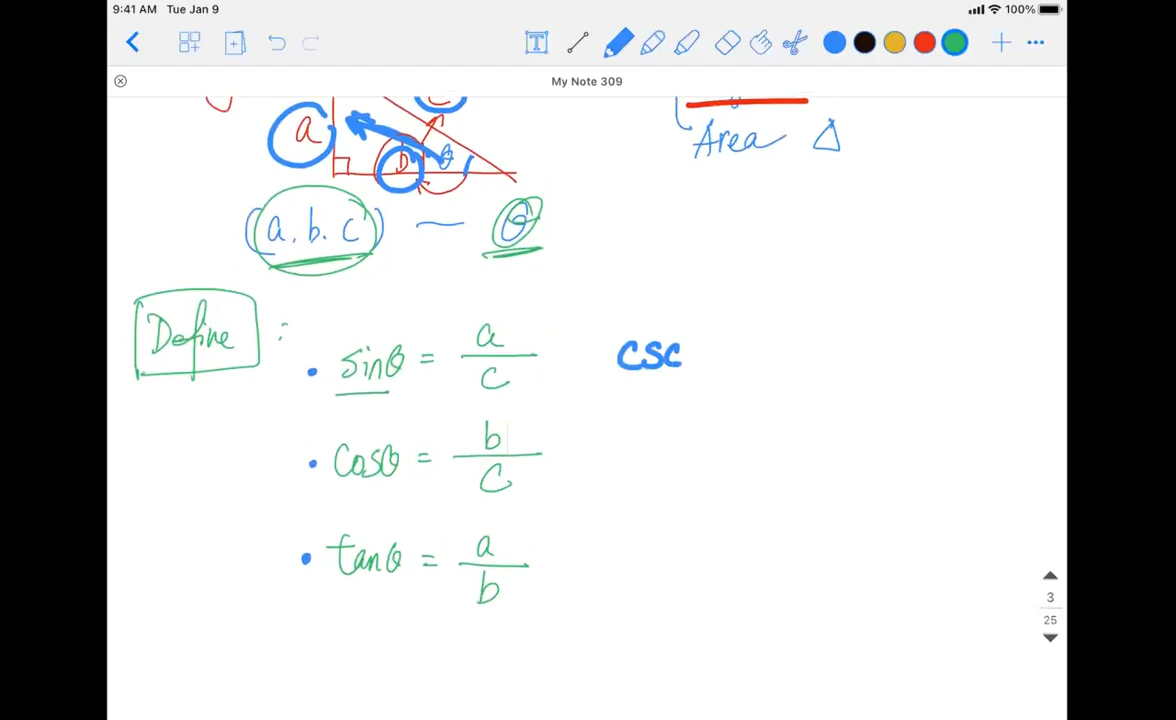 9:41 AM Tue Jan 9
100%
T
My Note 309
a
b
θ
Area Δ
(a, b. c) ~ θ
Define :
• sinθ = a/c
csc
• cosθ = b/c
• tanθ = a/b
3
25